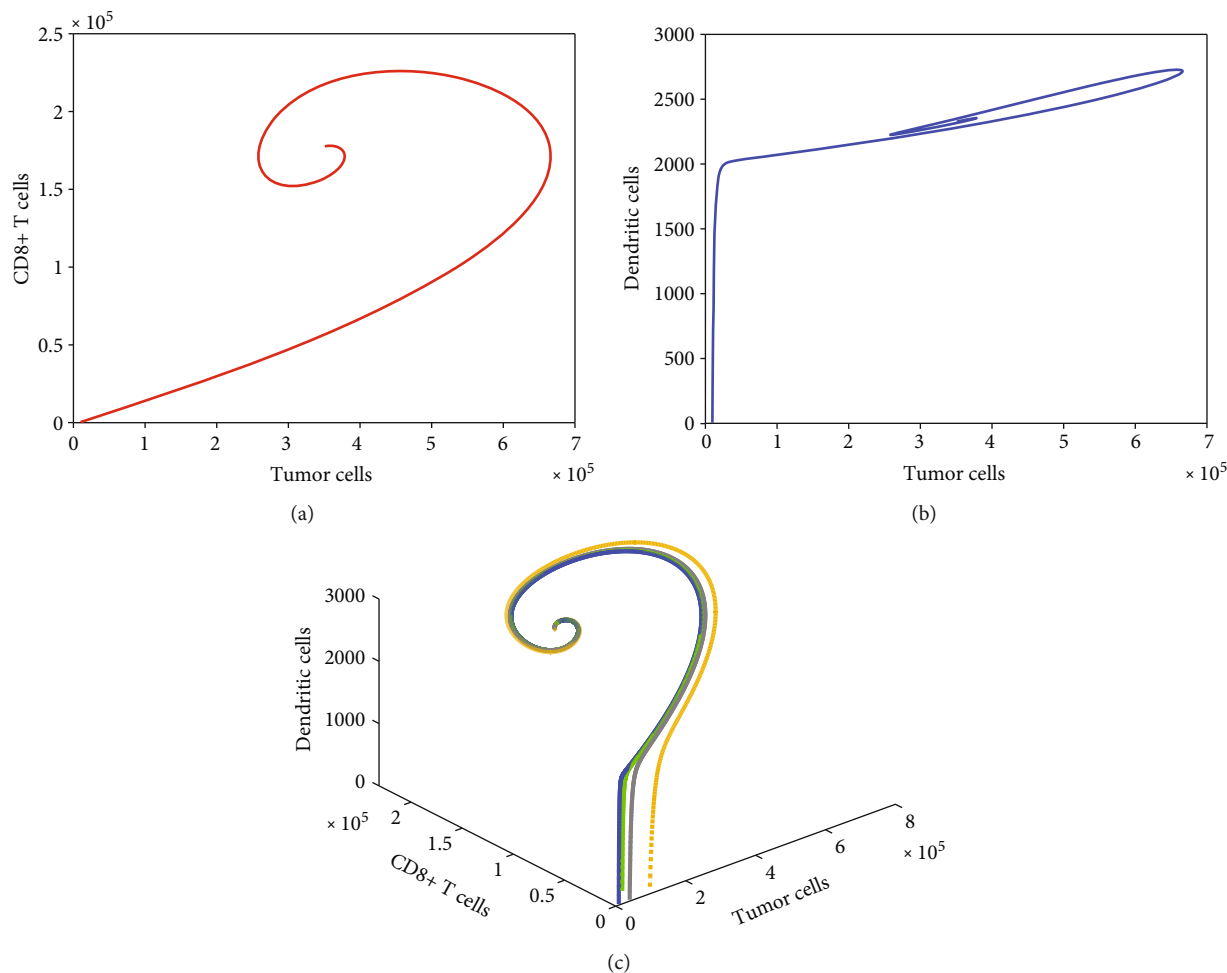 × 10⁵
2.5
2
1.5
1
0.5
0
CD8+ T cells
0 1 2 3 4 5 6 7
Tumor cells × 10⁵
(a)
3000
2500
2000
1500
1000
500
0
Dendritic cells
0 1 2 3 4 5 6 7
Tumor cells × 10⁵
(b)
3000
2000
1000
0
Dendritic cells
× 10⁵ 2
1.5
1
0.5
0
CD8+ T cells
0
2
4
6
8
× 10⁵
Tumor cells
(c)